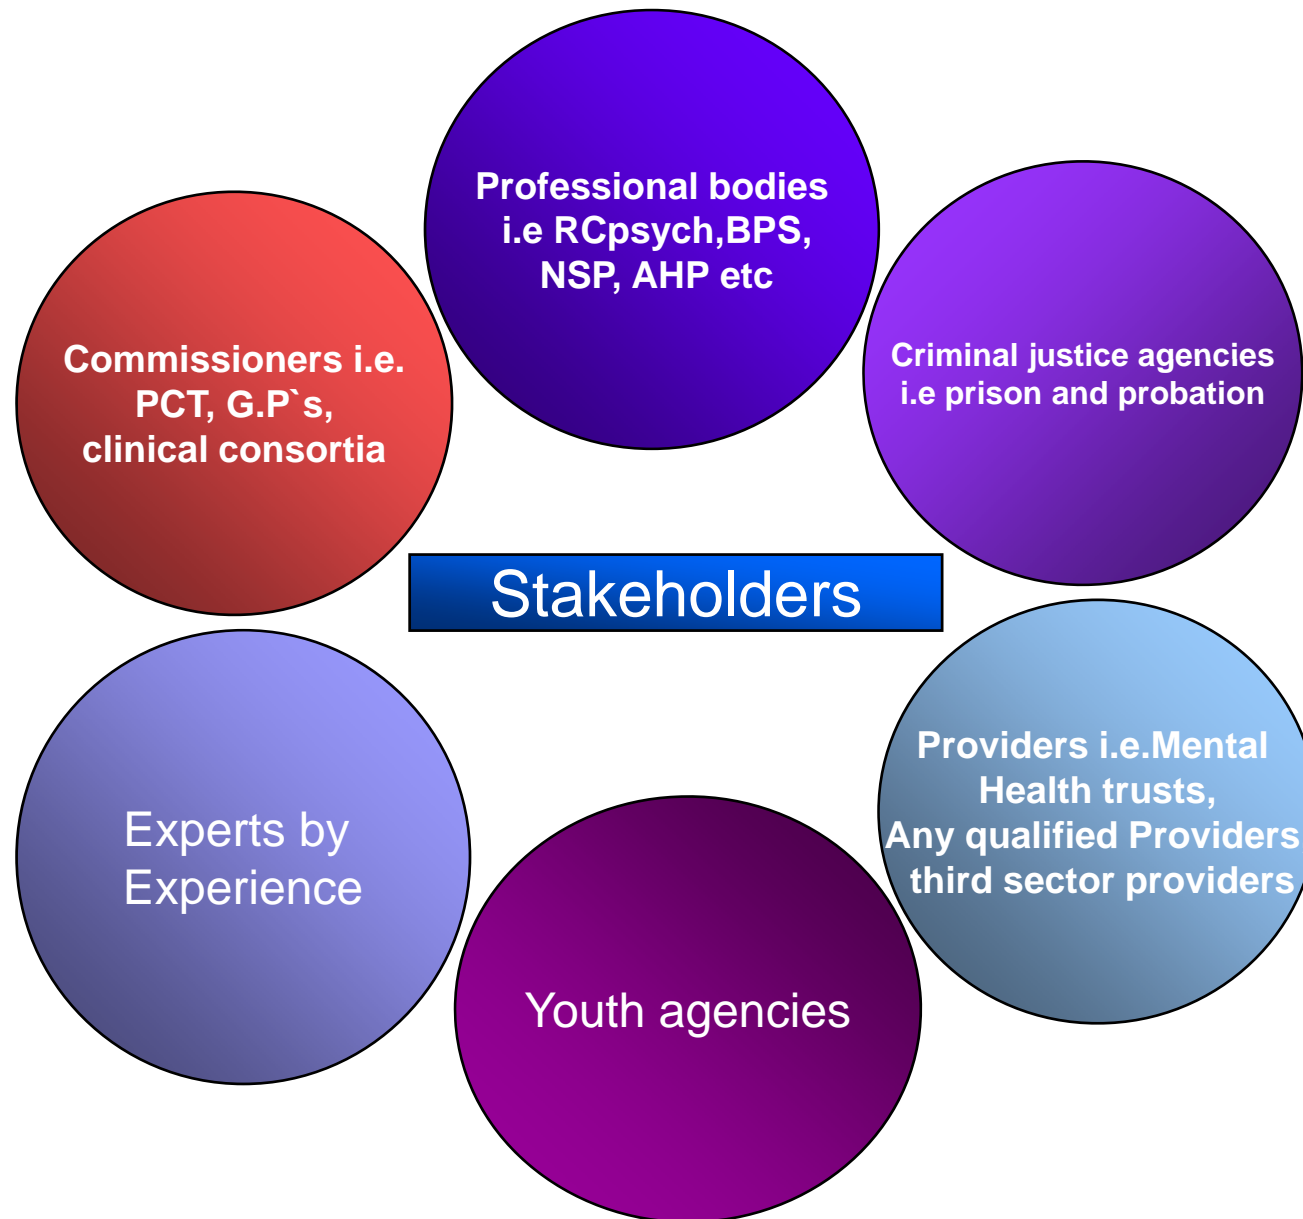 Professional bodies
i.e RCpsych,BPS,
NSP, AHP etc
Commissioners i.e.
PCT, G.P`s,
clinical consortia
Criminal justice agencies
i.e prison and probation
Stakeholders
Experts by
Experience
Providers i.e.Mental
Health trusts,
Any qualified Providers
third sector providers
Youth agencies